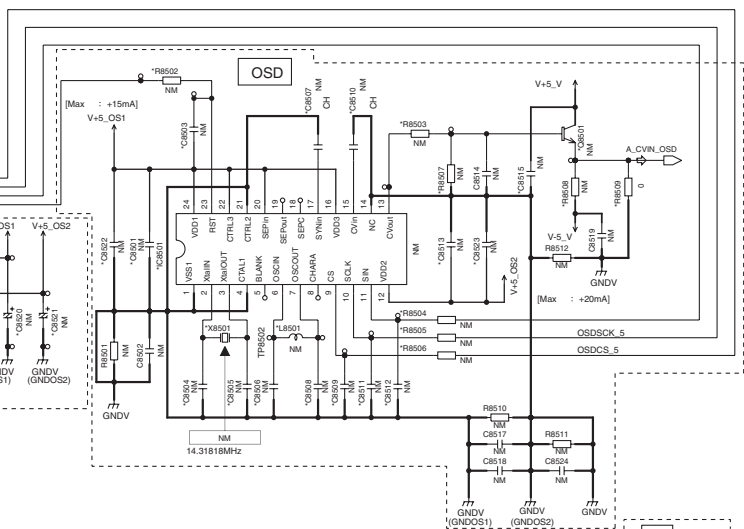 OSD
*R8502
NM
[Max : +15mA]
V+5_OS1
*C8503
NM
*C8507
NM
CH
*C8510
NM
CH
*R8503
NM
V+5_V
*Q8501
NM
A_CVIN_OSD
*R8507
NM
C8514
NM
*C8515
NM
*R8508
NM
*R8509
0
V-5_V
C8519
NM
GNDV
R8512
NM
[Max : +20mA]
24 23 22 21 20 19 18 17 16 15 14 13
VDD1
RST
CTRL3
CTRL2
SEPin
SEPout
SEPC
SYNin
VDD3
CVin
NC
CVout
VSS1
XtalIN
XtalOUT
CTAL1
BLANK
OSCIN
OSCOUT
CHARA
CS
SCLK
SIN
VDD2
1 2 3 4 5 6 7 8 9 10 11 12
NM
*C8522
NM
*C8501
NM
*IC8501
*C8513
NM
*C8523
NM
V+5_OS2
OS1
V+5_OS2
*C8520
NM
*C8521
NM
NDV
S1)
GNDV
(GNDOS2)
R8501
NM
C8502
NM
GNDV
*X8501
NM
TP8502
*L8501
NM
*R8504
NM
*R8505
NM
OSDSCK_5
*R8506
NM
OSDCS_5
*C8504
NM
*C8505
NM
*C8506
NM
*C8508
NM
*C8509
NM
*C8511
NM
*C8512
NM
NM
14.31818MHz
R8510
NM
C8517
NM
C8518
NM
R8511
NM
C8524
NM
GNDV
(GNDOS1)
GNDV
(GNDOS2)
GNDV